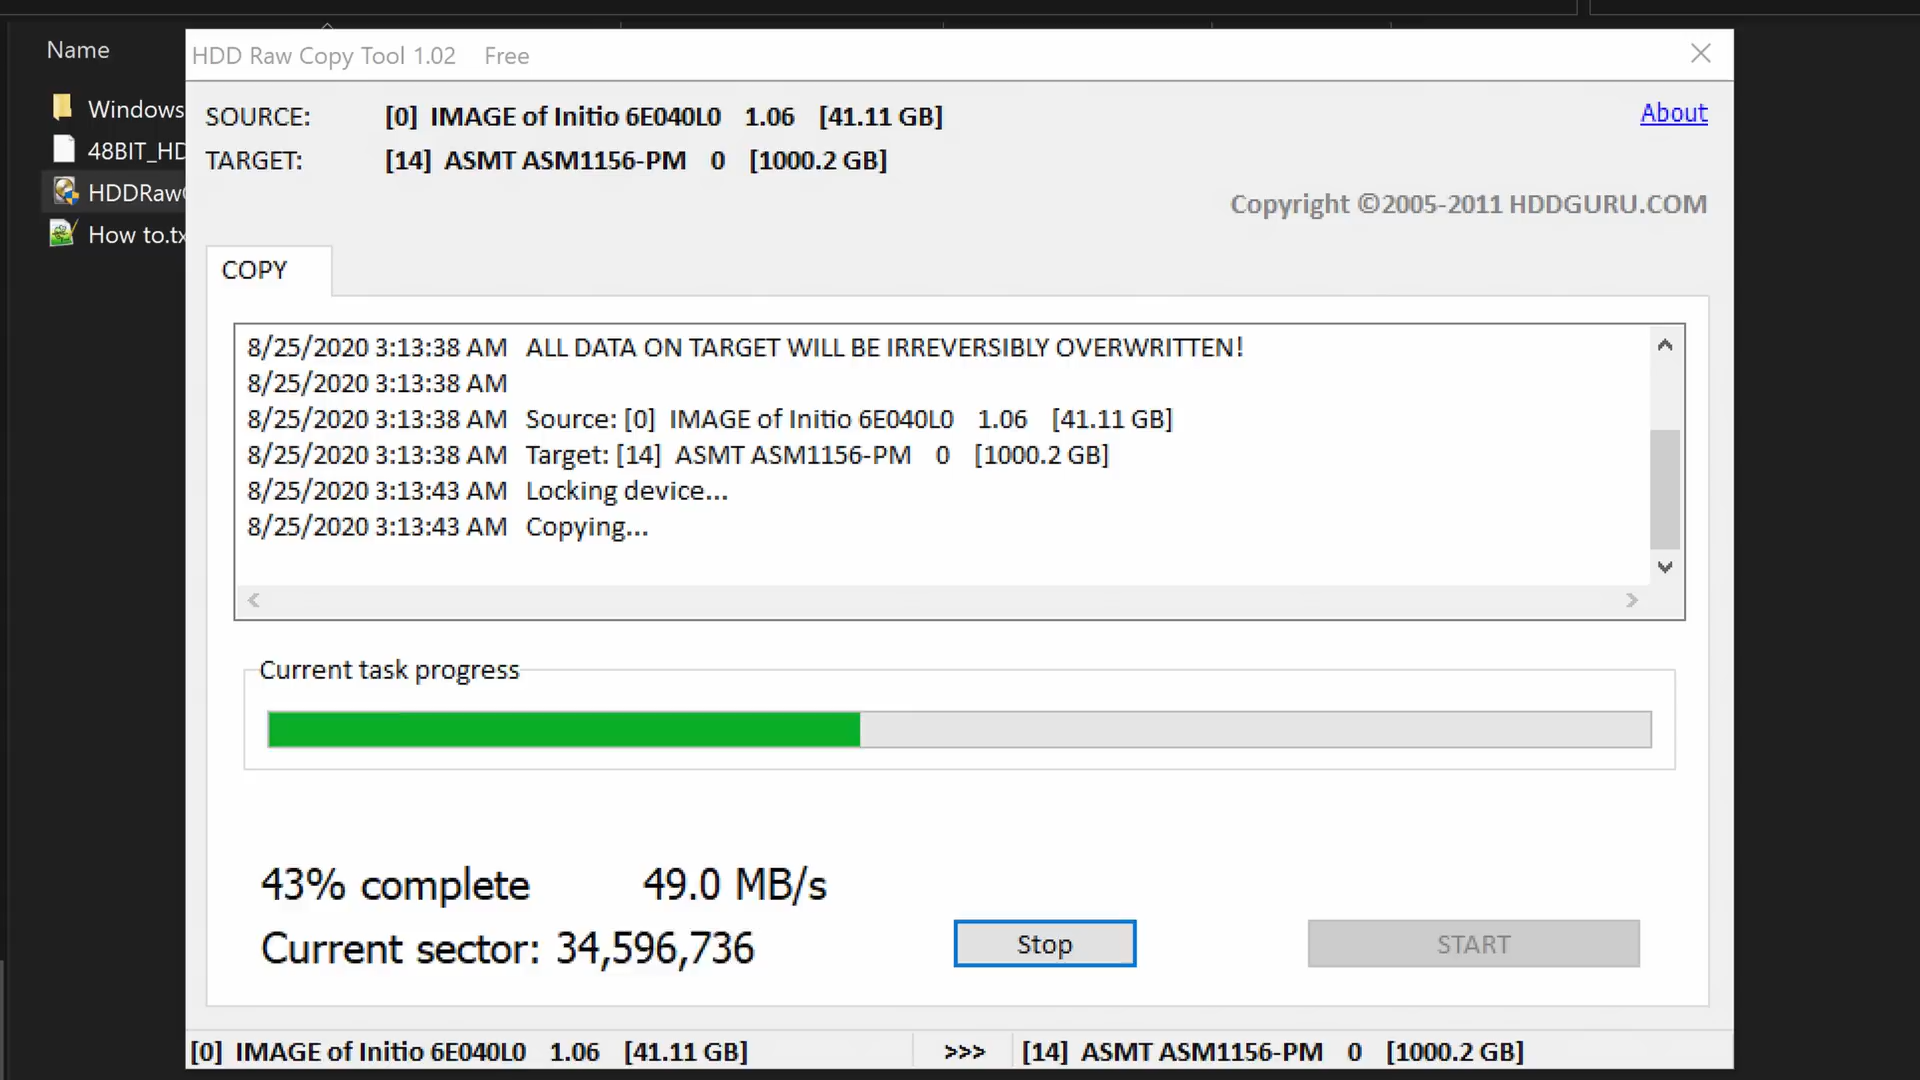 Name
Windows
48BIT_HD
HDDRaw
How to.tx
HDD Raw Copy Tool 1.02 Free
SOURCE: [0] IMAGE of Initio 6E040L0 1.06 [41.11 GB]
About
TARGET: [14] ASMT ASM1156-PM 0 [1000.2 GB]
Copyright ©2005-2011 HDDGURU.COM
COPY
8/25/2020 3:13:38 AM ALL DATA ON TARGET WILL BE IRREVERSIBLY OVERWRITTEN!
8/25/2020 3:13:38 AM
8/25/2020 3:13:38 AM Source: [0] IMAGE of Initio 6E040L0 1.06 [41.11 GB]
8/25/2020 3:13:38 AM Target: [14] ASMT ASM1156-PM 0 [1000.2 GB]
8/25/2020 3:13:43 AM Locking device...
8/25/2020 3:13:43 AM Copying...
Current task progress
43% complete 49.0 MB/s
Current sector: 34,596,736
Stop
START
[0] IMAGE of Initio 6E040L0 1.06 [41.11 GB] >>> [14] ASMT ASM1156-PM 0 [1000.2 GB]